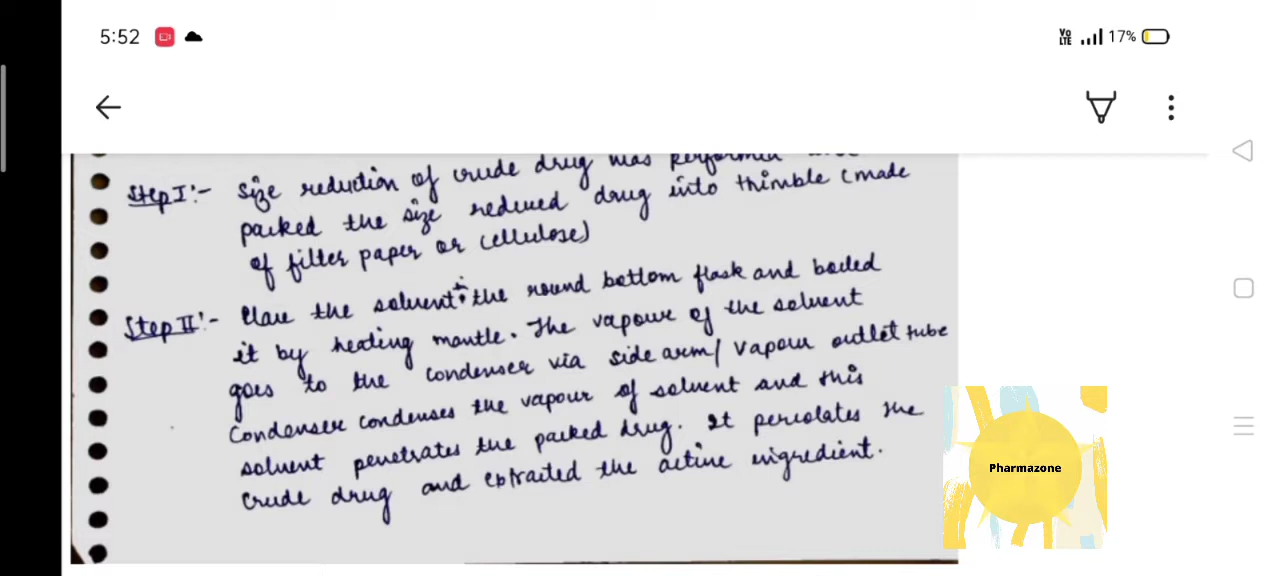 5:52
Vo
LTE
17%
Step I :- Size reduction of crude drug was performed
packed the size reduced drug into thimble (made
of filter paper or cellulose)
Step II :- Place the solvent in the round bottom flask and boiled
it by heating mantle. The vapour of the solvent
goes to the condenser via side arm/ vapour outlet tube
Condenser condenses the vapour of solvent and this
solvent penetrates the packed drug. It percolates the
crude drug and extracted the active ingredient.
Pharmazone